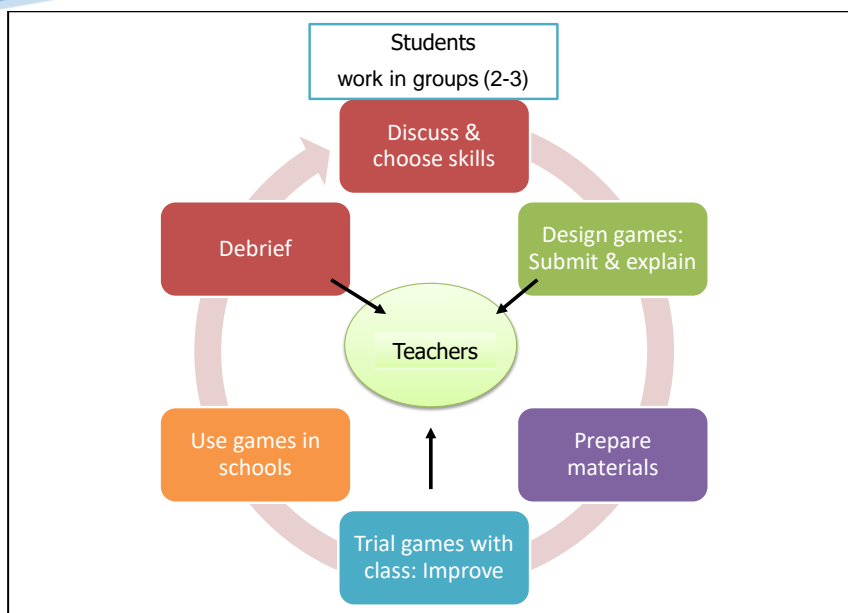 Students
work in groups (2-3)
Discuss &
choose skills
Design games:
Submit & explain
Prepare
materials
Trial games with
class: Improve
Use games in
schools
Debrief
Teachers